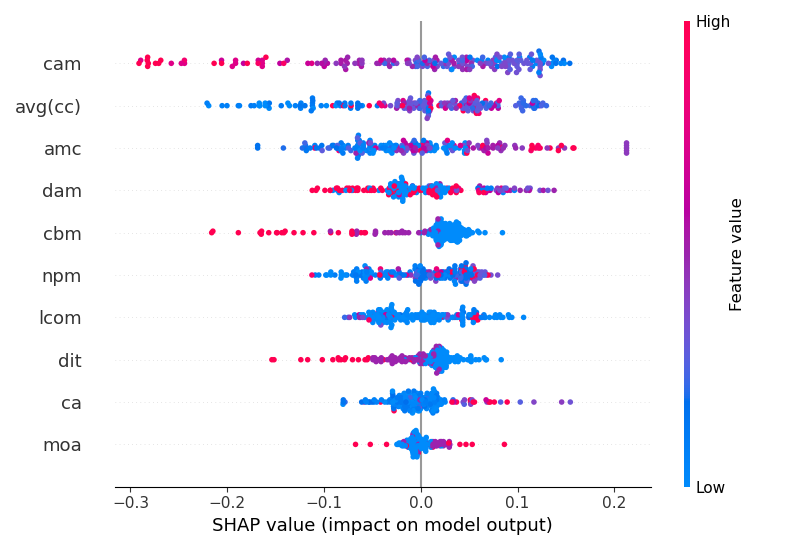 High
cam
avg(cc)
amc
dam
cbm
npm
lcom
dit
ca
moa
Feature value
Low
−0.3 −0.2 −0.1 0.0 0.1 0.2
SHAP value (impact on model output)